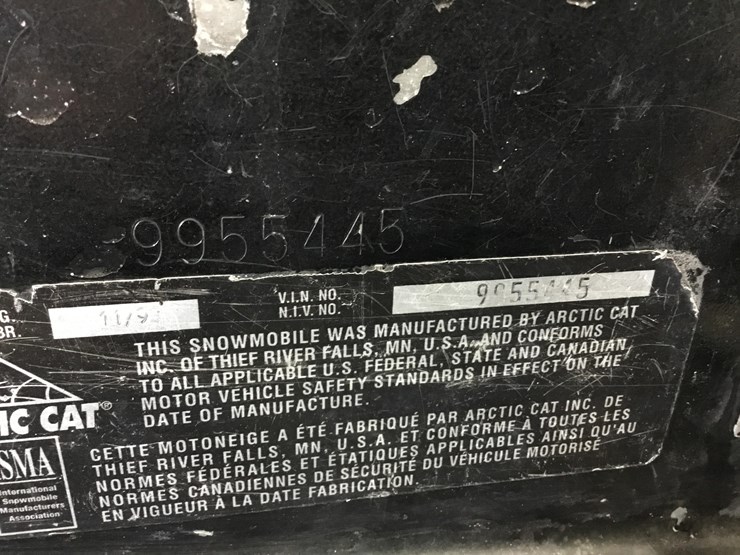 9955445
V.I.N. NO.
N.I.V. NO.
THIS SNOWMOBILE WAS MANUFACTURED BY ARCTIC CAT
INC. OF THIEF RIVER FALLS, MN, U.S.A. AND CONFORMS
TO ALL APPLICABLE U.S. FEDERAL, STATE AND CANADIAN
MOTOR VEHICLE SAFETY STANDARDS IN EFFECT ON THE
DATE OF MANUFACTURE.
IC CAT®
CETTE MOTONEIGE A ÉTÉ FABRIQUÉ PAR ARCTIC CAT INC. DE
THIEF RIVER FALLS, MN, U.S.A. ET CONFORME À TOUTES LES
NORMES FÉDÉRALES ET ÉTATIQUES APPLICABLES AINSI QU'AU
NORMES CANADIENNES DE SÉCURITÉ DU VÉHICULE MOTORISÉ
EN VIGUEUR À LA DATE FABRICATION.
SMA
International
Snowmobile
Manufacturers
Association